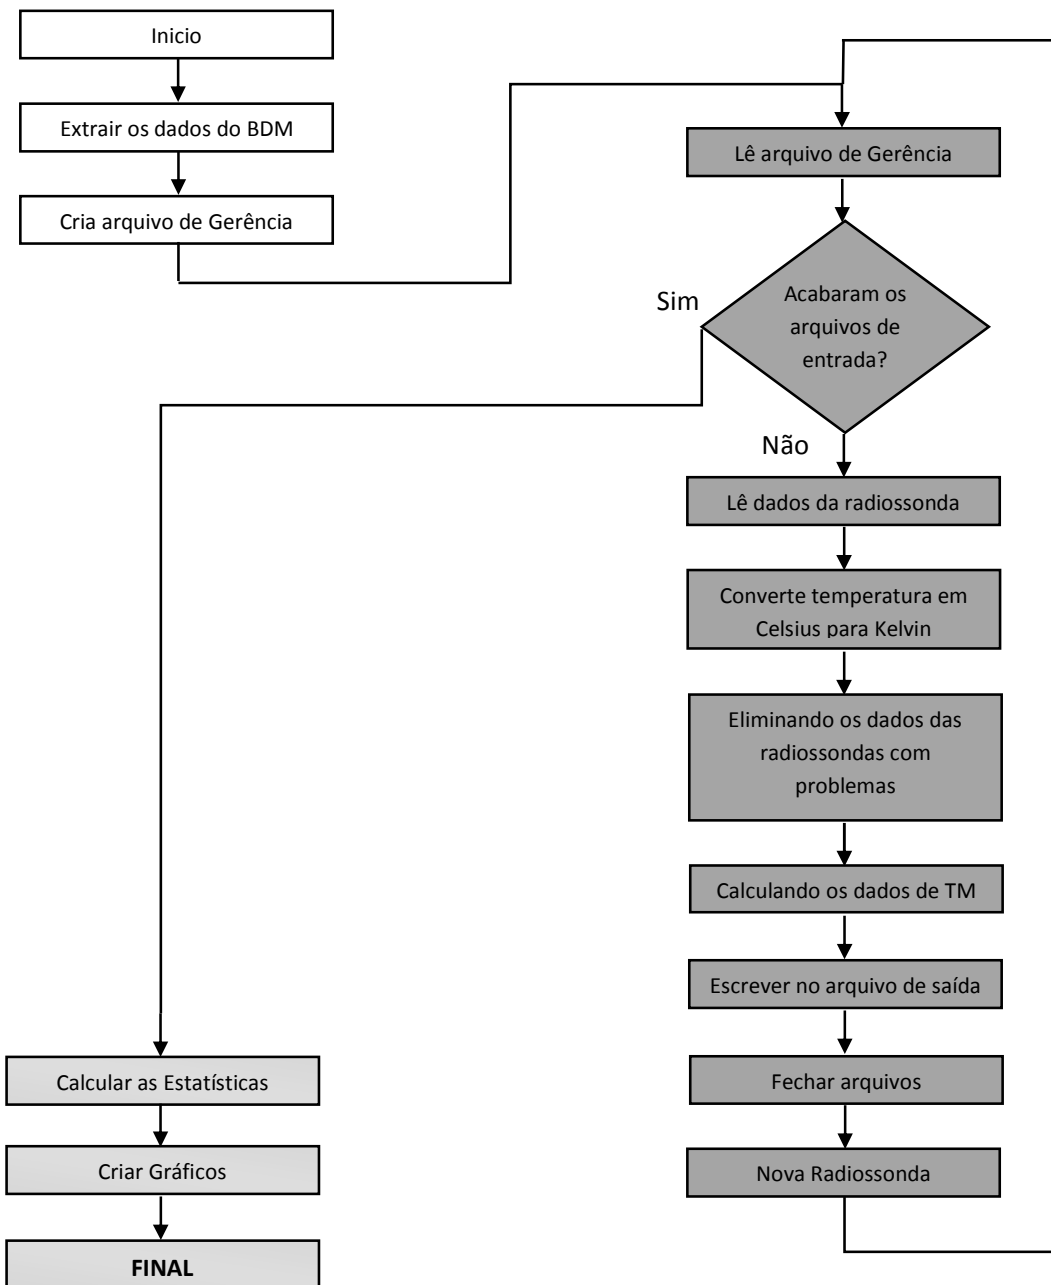 Inicio
Extrair os dados do BDM
Cria arquivo de Gerência
Lê arquivo de Gerência
Acabaram os
arquivos de
entrada?
Sim
Não
Lê dados da radiossonda
Converte temperatura em
Celsius para Kelvin
Eliminando os dados das
radiossondas com
problemas
Calculando os dados de TM
Escrever no arquivo de saída
Fechar arquivos
Nova Radiossonda
Calcular as Estatísticas
Criar Gráficos
FINAL